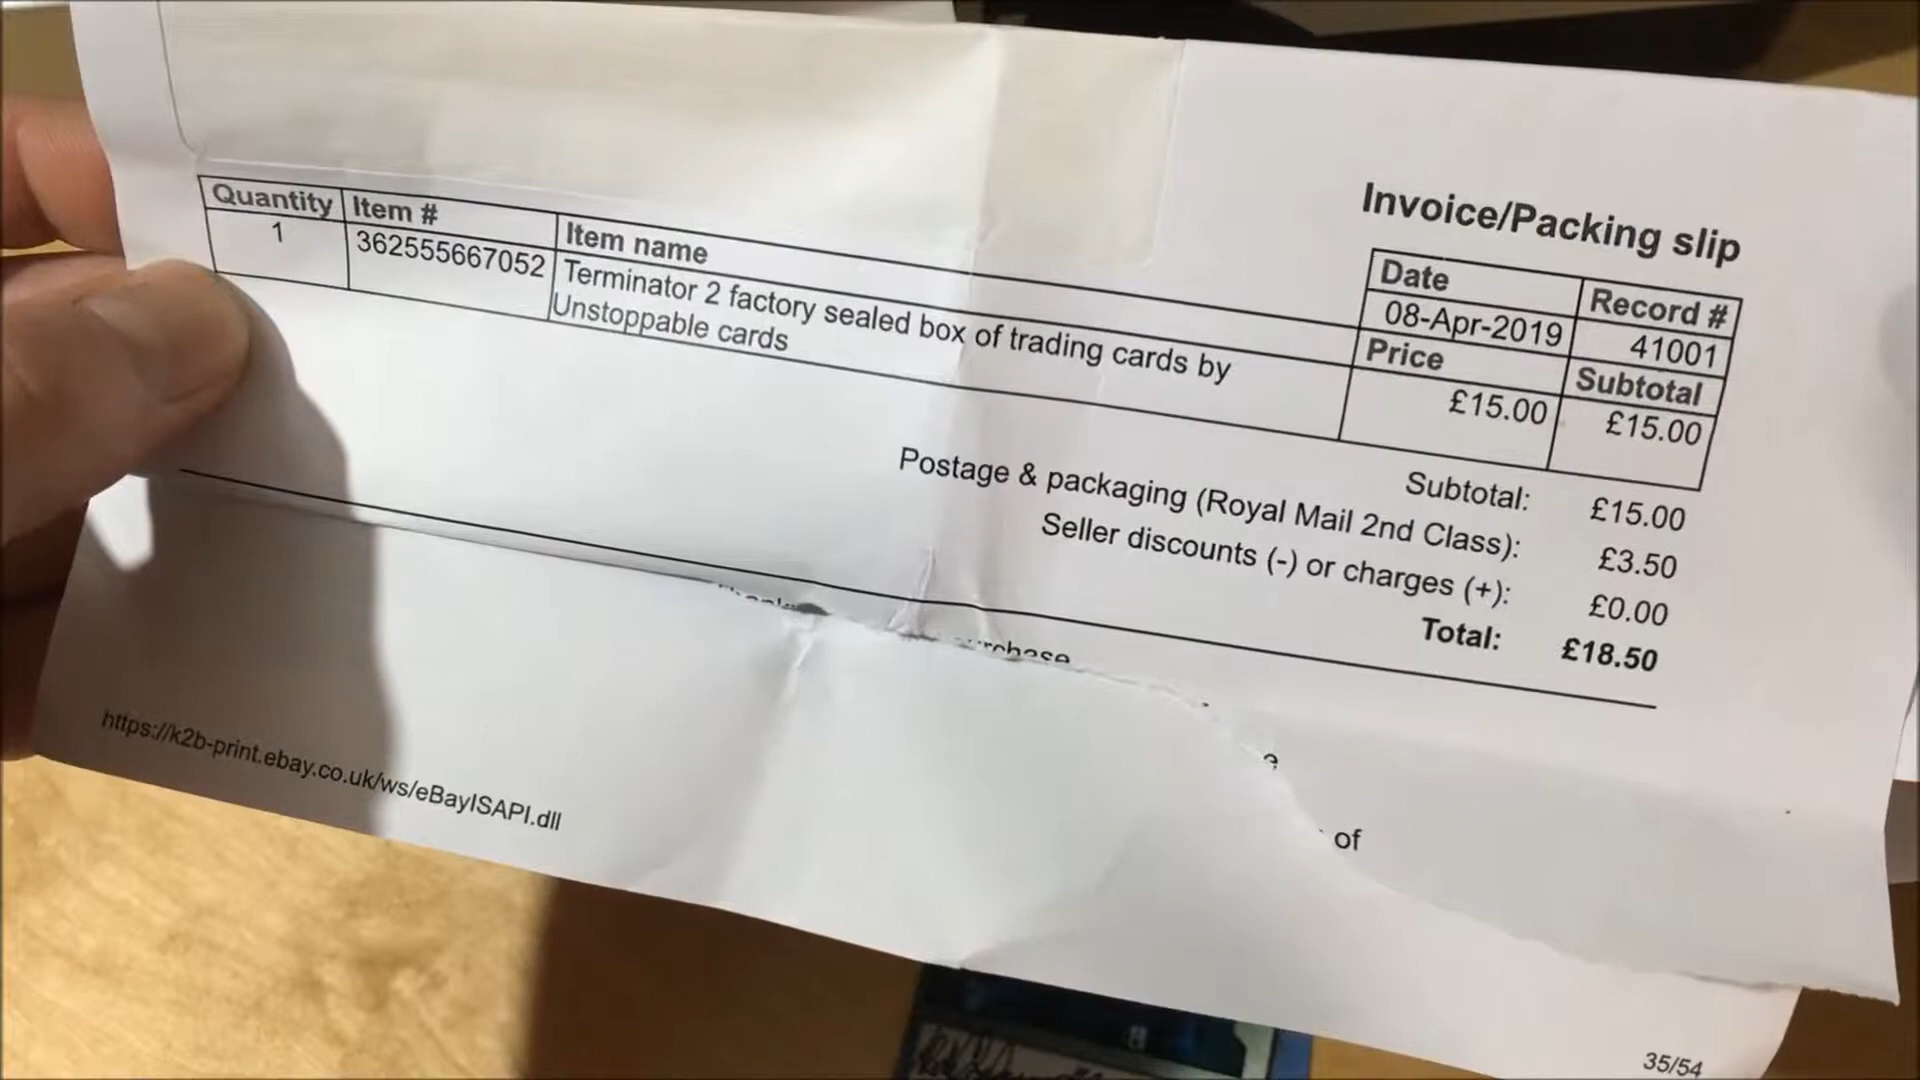 Invoice/Packing slip
Date Record #
08-Apr-2019 41001
Quantity Item # Item name Price Subtotal
1 362555667052 Terminator 2 factory sealed box of trading cards by £15.00 £15.00
Unstoppable cards
Subtotal: £15.00
Postage & packaging (Royal Mail 2nd Class): £3.50
Seller discounts (-) or charges (+): £0.00
Total: £18.50
of
https://k2b-print.ebay.co.uk/ws/eBayISAPI.dll
35/54